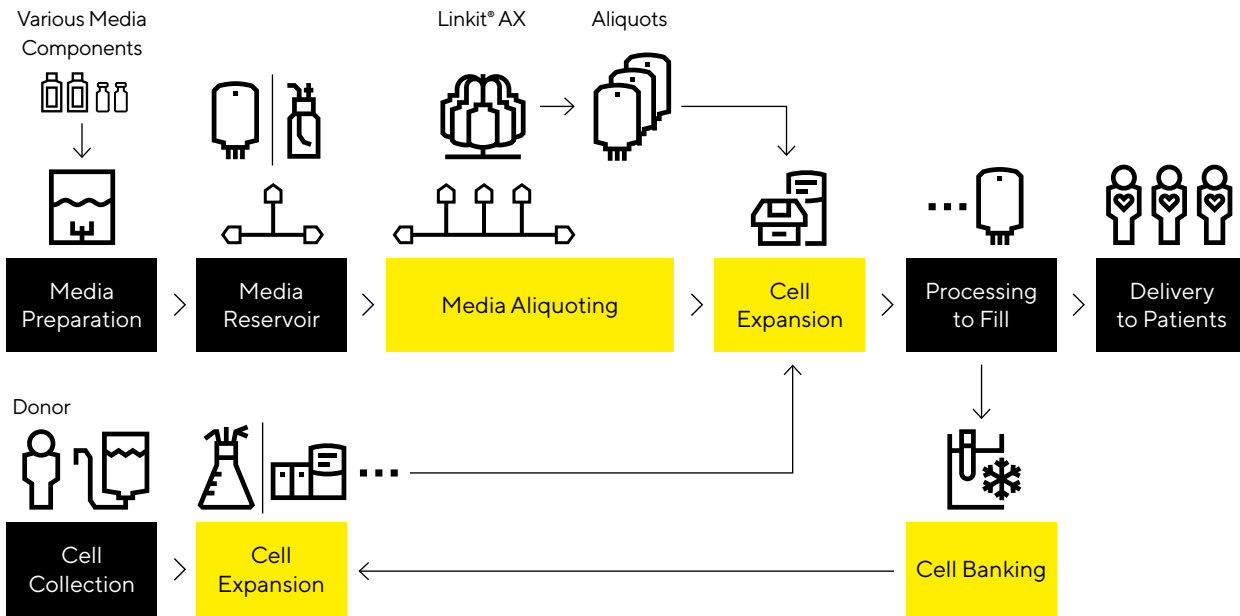 Various Media
Components
Linkit® AX
Aliquots
Media
Preparation
Media
Reservoir
Media Aliquoting
Cell
Expansion
Processing
to Fill
Delivery
to Patients
Donor
Cell
Collection
Cell
Expansion
Cell Banking